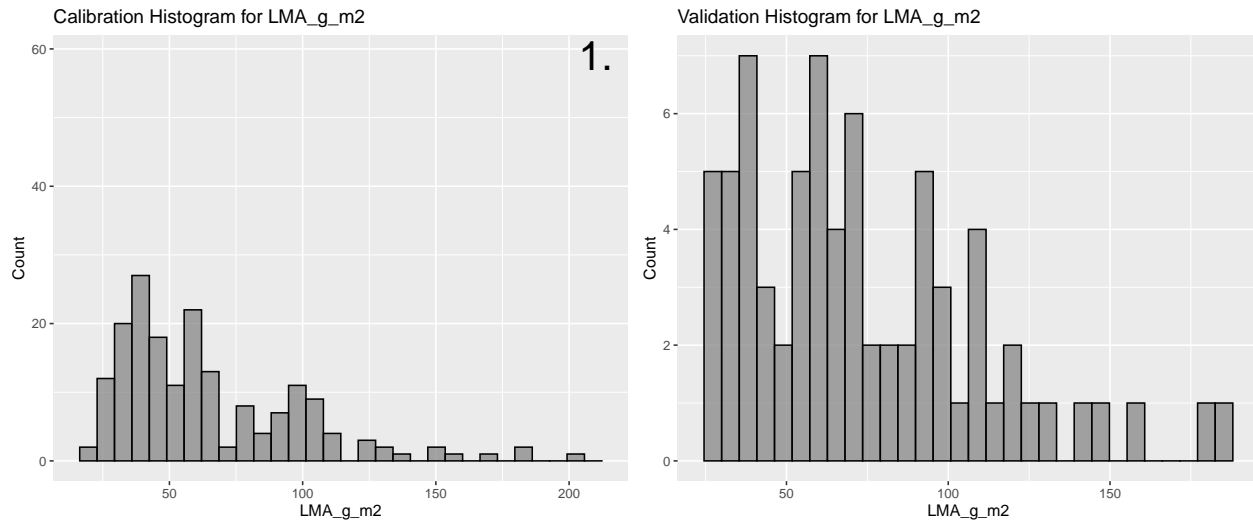 Calibration Histogram for LMA_g_m2
1.
60
40
20
0
Count
50 100 150 200
LMA_g_m2
Validation Histogram for LMA_g_m2
6
4
2
0
Count
50 100 150
LMA_g_m2